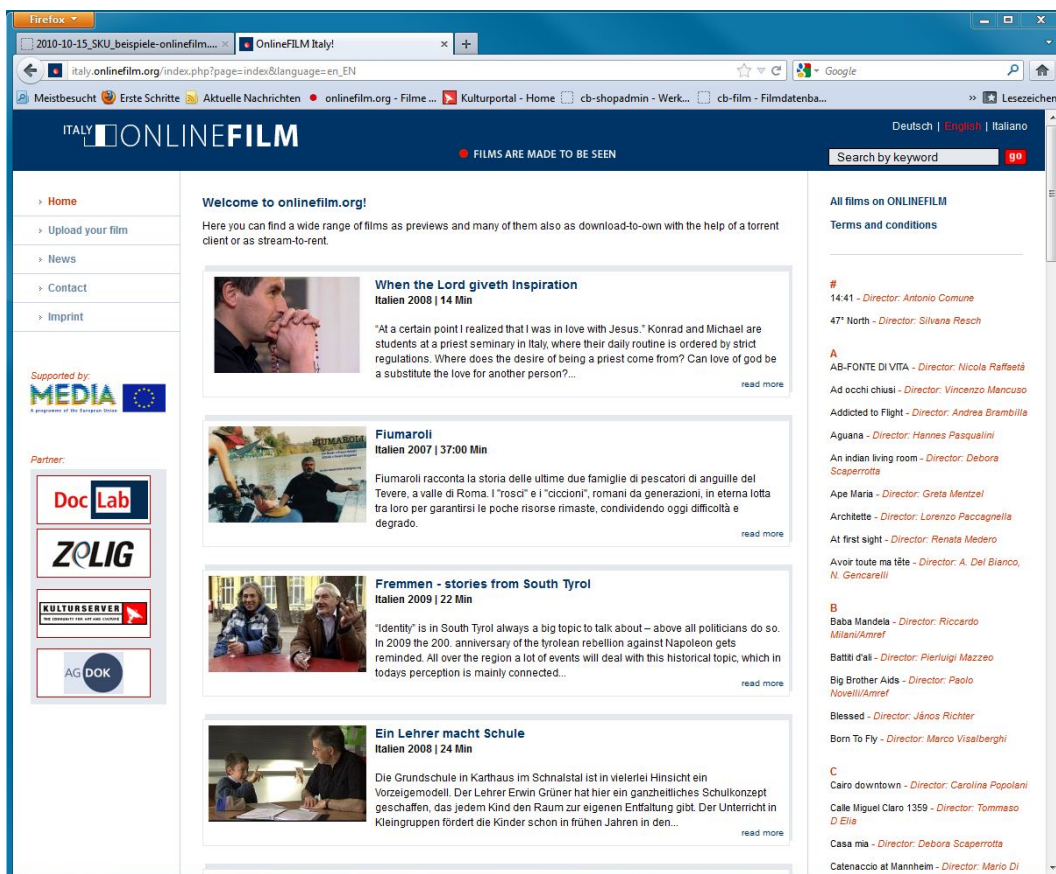 Firefox
2010-10-15_SKU_beispiele-onlinefilm....
OnlineFILM Italy!
italy.onlinefilm.org/index.php?page=index&language=en_EN
Google
Meistbesucht
Erste Schritte
Aktuelle Nachrichten
onlinefilm.org - Filme ...
Kulturportal - Home
cb-shopadmin - Werk...
cb-film - Filmdatenba...
Lesezeichen
ITALY ONLINEFILM
FILMS ARE MADE TO BE SEEN
Deutsch | English | Italiano
Search by keyword
go
Home
Upload your film
News
Contact
Imprint
Supported by:
MEDIA
A programme of the European Union
Partner:
Doc Lab
ZeLIG
KULTURSERVER
THE COMMUNITY FOR ART AND CULTURE
AG DOK
Welcome to onlinefilm.org!
Here you can find a wide range of films as previews and many of them also as download-to-own with the help of a torrent
client or as stream-to-rent.
When the Lord giveth Inspiration
Italien 2008 | 14 Min
"At a certain point I realized that I was in love with Jesus." Konrad and Michael are
students at a priest seminary in Italy, where their daily routine is ordered by strict
regulations. Where does the desire of being a priest come from? Can love of god be
a substitute the love for another person?...
read more
FIUMAROLI
Fiumaroli
Italien 2007 | 37:00 Min
Fiumaroli racconta la storia delle ultime due famiglie di pescatori di anguille del
Tevere, a valle di Roma. I "rosci" e i "ciccioni", romani da generazioni, in eterna lotta
tra loro per garantirsi le poche risorse rimaste, condividendo oggi difficoltà e
degrado.
read more
Fremmen - stories from South Tyrol
Italien 2009 | 22 Min
"Identity" is in South Tyrol always a big topic to talk about – above all politicians do so.
In 2009 the 200. anniversary of the tyrolean rebellion against Napoleon gets
reminded. All over the region a lot of events will deal with this historical topic, which in
todays perception is mainly connected...
read more
Ein Lehrer macht Schule
Italien 2008 | 24 Min
Die Grundschule in Karthaus im Schnalstal ist in vielerlei Hinsicht ein
Vorzeigemodell. Der Lehrer Erwin Grüner hat hier ein ganzheitliches Schulkonzept
geschaffen, das jedem Kind den Raum zur eigenen Entfaltung gibt. Der Unterricht in
Kleingruppen fördert die Kinder schon in frühen Jahren in den...
read more
All films on ONLINEFILM
Terms and conditions
#
14:41 - Director: Antonio Comune
47° North - Director: Silvana Resch
A
AB-FONTE DI VITA - Director: Nicola Raffaetà
Ad occhi chiusi - Director: Vincenzo Mancuso
Addicted to Flight - Director: Andrea Brambilla
Aguana - Director: Hannes Pasqualini
An indian living room - Director: Debora
Scaperrotta
Ape Maria - Director: Greta Mentzel
Architette - Director: Lorenzo Paccagnella
At first sight - Director: Renata Medero
Avoir toute ma tête - Director: A. Del Bianco,
N. Gencarelli
B
Baba Mandela - Director: Riccardo
Milani/Amref
Battiti d'ali - Director: Pierluigi Mazzeo
Big Brother Aids - Director: Paolo
Novelli/Amref
Blessed - Director: János Richter
Born To Fly - Director: Marco Visalberghi
C
Cairo downtown - Director: Carolina Popolani
Calle Miguel Claro 1359 - Director: Tommaso
D Elia
Casa mia - Director: Debora Scaperrotta
Catenaccio at Mannheim - Director: Mario Di